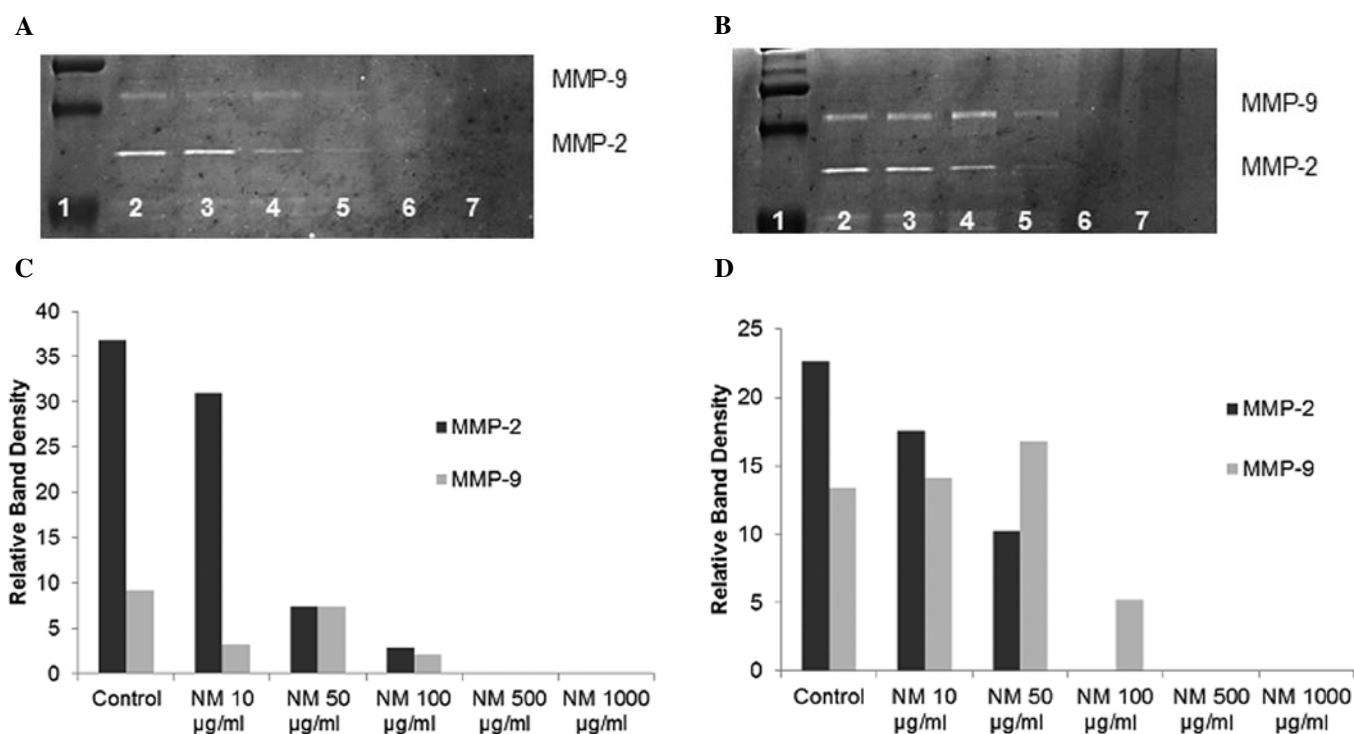 A
MMP-9
MMP-2
1 2 3 4 5 6 7
B
MMP-9
MMP-2
1 2 3 4 5 6 7
C
40
35
30
25
20
15
10
5
0
Relative Band Density
MMP-2
MMP-9
Control NM 10 NM 50 NM 100 NM 500 NM 1000
µg/ml µg/ml µg/ml µg/ml µg/ml
D
25
20
15
10
5
0
Relative Band Density
MMP-2
MMP-9
Control NM 10 NM 50 NM 100 NM 500 NM 1000
µg/ml µg/ml µg/ml µg/ml µg/ml